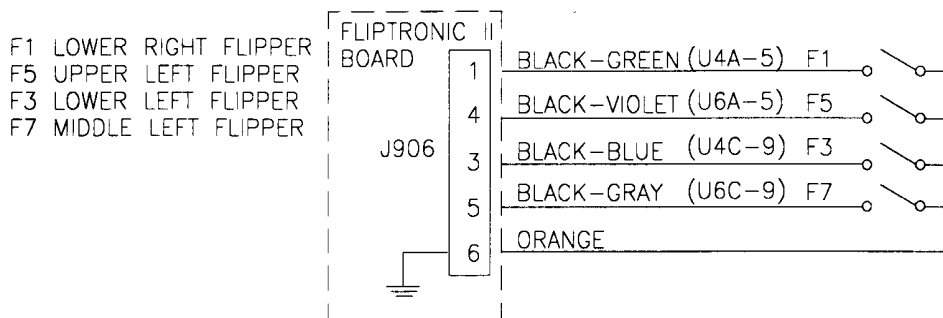 F1 LOWER RIGHT FLIPPER
F5 UPPER LEFT FLIPPER
F3 LOWER LEFT FLIPPER
F7 MIDDLE LEFT FLIPPER
FLIPTRONIC II
BOARD
J906
1
4
3
5
6
BLACK-GREEN (U4A-5) F1
BLACK-VIOLET (U6A-5) F5
BLACK-BLUE (U4C-9) F3
BLACK-GRAY (U6C-9) F7
ORANGE